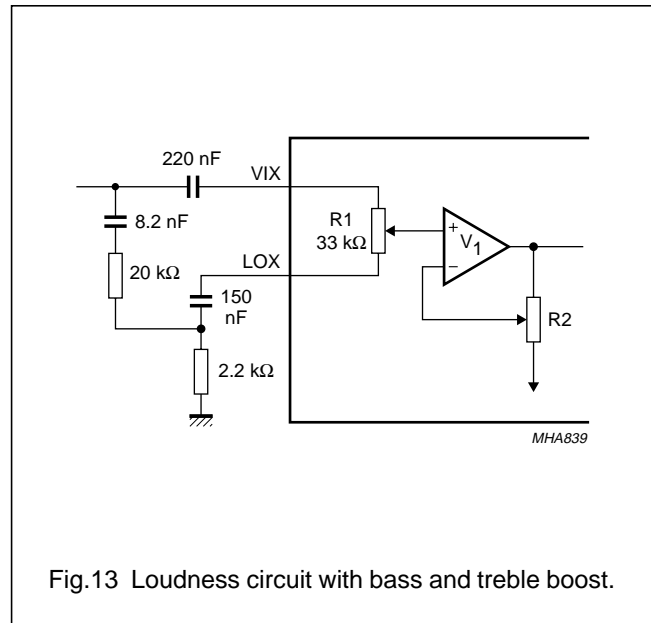 220 nF
VIX
8.2 nF
R1
33 kΩ
+
V1
−
20 kΩ
LOX
150
nF
R2
2.2 kΩ
MHA839
Fig.13 Loudness circuit with bass and treble boost.